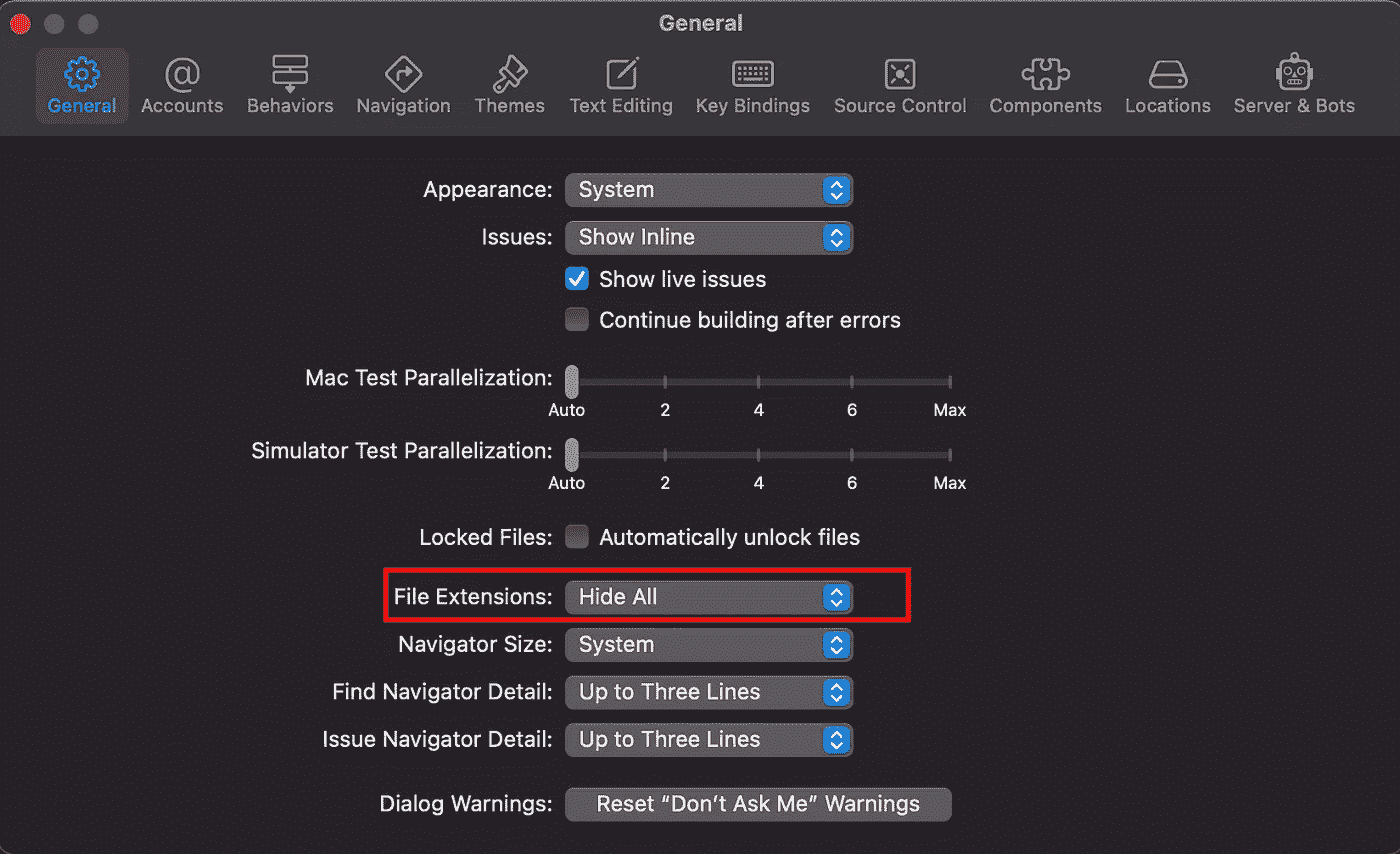 General
General Accounts Behaviors Navigation Themes Text Editing Key Bindings Source Control Components Locations Server & Bots
Appearance: System
Issues: Show Inline
Show live issues
Continue building after errors
Mac Test Parallelization:
Auto 2 4 6 Max
Simulator Test Parallelization:
Auto 2 4 6 Max
Locked Files: Automatically unlock files
File Extensions: Hide All
Navigator Size: System
Find Navigator Detail: Up to Three Lines
Issue Navigator Detail: Up to Three Lines
Dialog Warnings: Reset “Don’t Ask Me” Warnings